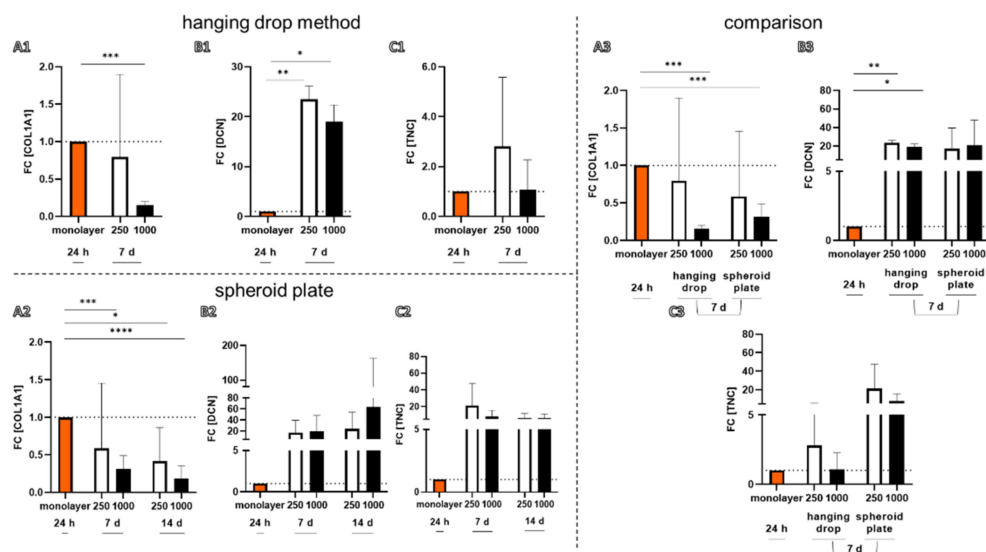 hanging drop method
comparison
A1
B1
C1
***
*
**
FC [COL1A1]
2.0
1.5
1.0
0.5
0.0
monolayer
250 1000
24 h
7 d
FC [DCN]
30
20
10
0
monolayer
250 1000
24 h
7 d
FC [TNC]
6.0
4.0
2.0
0.0
monolayer
250 1000
24 h
7 d
A3
B3
***
***
FC [COL1A1]
2.0
1.5
1.0
0.5
0.0
monolayer
250 1000
250 1000
24 h
hanging
drop
spheroid
plate
7 d
**
*
FC [DCN]
80
60
40
20
5
0
monolayer
250 1000
250 1000
24 h
hanging
drop
spheroid
plate
7 d
spheroid plate
A2
B2
C2
***
*
****
FC [COL1A1]
2.0
1.5
1.0
0.5
0.0
monolayer
250 1000
250 1000
24 h
7 d
14 d
FC [DCN]
200
100
80
60
40
20
5
0
monolayer
250 1000
250 1000
24 h
7 d
14 d
FC [TNC]
80
60
40
20
5
0
monolayer
250 1000
250 1000
24 h
7 d
14 d
C3
FC [TNC]
80
60
40
20
5
0
monolayer
250 1000
250 1000
24 h
hanging
drop
spheroid
plate
7 d